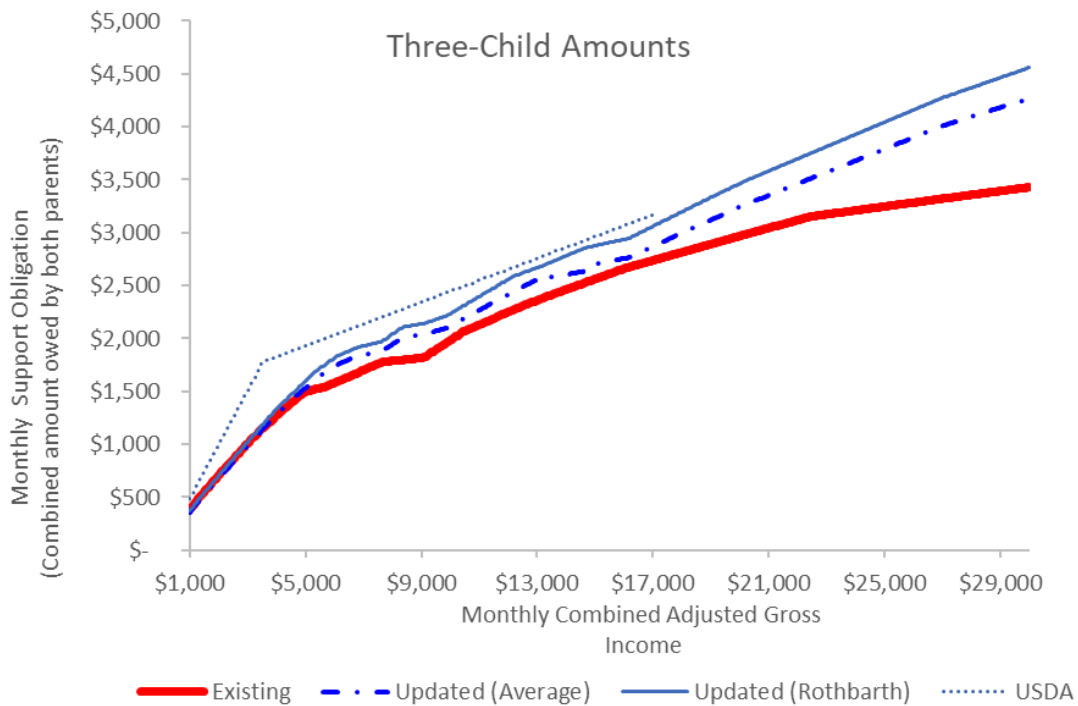 Three-Child Amounts
$5,000
$4,500
$4,000
$3,500
$3,000
$2,500
$2,000
$1,500
$1,000
$500
$-
Monthly Support Obligation
(Combined amount owed by both parents)
$1,000 $5,000 $9,000 $13,000 $17,000 $21,000 $25,000 $29,000
Monthly Combined Adjusted Gross
Income
Existing Updated (Average) Updated (Rothbarth) USDA